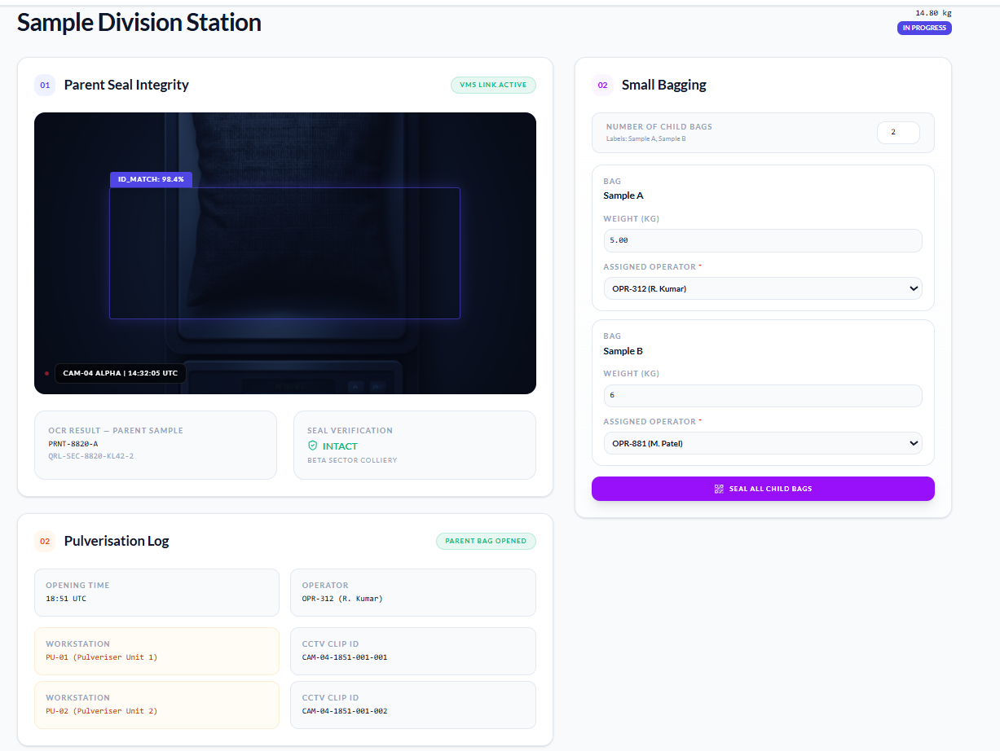 Sample Division Station
14.80 kg
IN PROGRESS
01 Parent Seal Integrity
VMS LINK ACTIVE
ID_MATCH: 98.4%
CAM-04 ALPHA | 14:32:05 UTC
OCR RESULT — PARENT SAMPLE
PRNT-8820-A
QRL-SEC-8820-KL42-2
SEAL VERIFICATION
INTACT
BETA SECTOR COLLIERY
02 Pulverisation Log
PARENT BAG OPENED
OPENING TIME
18:51 UTC
OPERATOR
OPR-312 (R. Kumar)
WORKSTATION
PU-01 (Pulveriser Unit 1)
CCTV CLIP ID
CAM-04-1851-001-001
WORKSTATION
PU-02 (Pulveriser Unit 2)
CCTV CLIP ID
CAM-04-1851-001-002
02 Small Bagging
NUMBER OF CHILD BAGS
Labels: Sample A, Sample B
2
BAG
Sample A
WEIGHT (KG)
5.00
ASSIGNED OPERATOR *
OPR-312 (R. Kumar)
BAG
Sample B
WEIGHT (KG)
6
ASSIGNED OPERATOR *
OPR-881 (M. Patel)
SEAL ALL CHILD BAGS